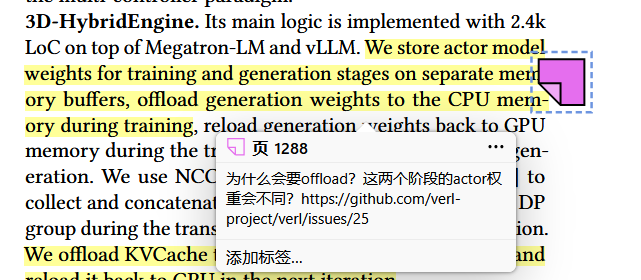 3D-HybridEngine. Its main logic is implemented with 2.4k
LoC on top of Megatron-LM and vLLM. We store actor model
weights for training and generation stages on separate mem-
ory buffers, offload generation weights to the CPU mem-
ory during training, reload generation weights back to GPU
memory during the tr gen-
页 1288
eration. We use NCC to
为什么会要offload？这两个阶段的actor权
collect and concatena DP
重会不同？https://github.com/verl-
group during the trans ion.
project/verl/issues/25
We offload KVCache and
添加标签...
reload it back to GPU in the next iteration